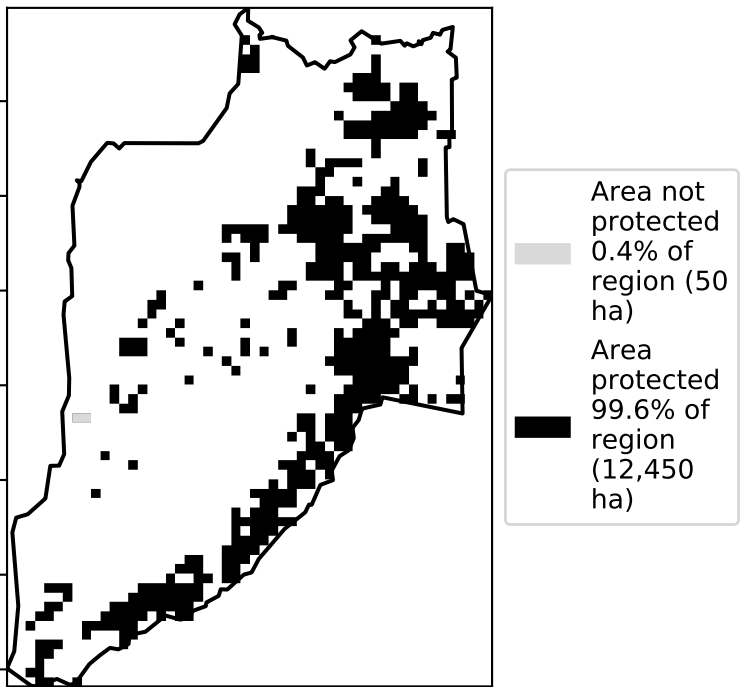 Area not
protected
0.4% of
region (50
ha)
Area
protected
99.6% of
region
(12,450
ha)